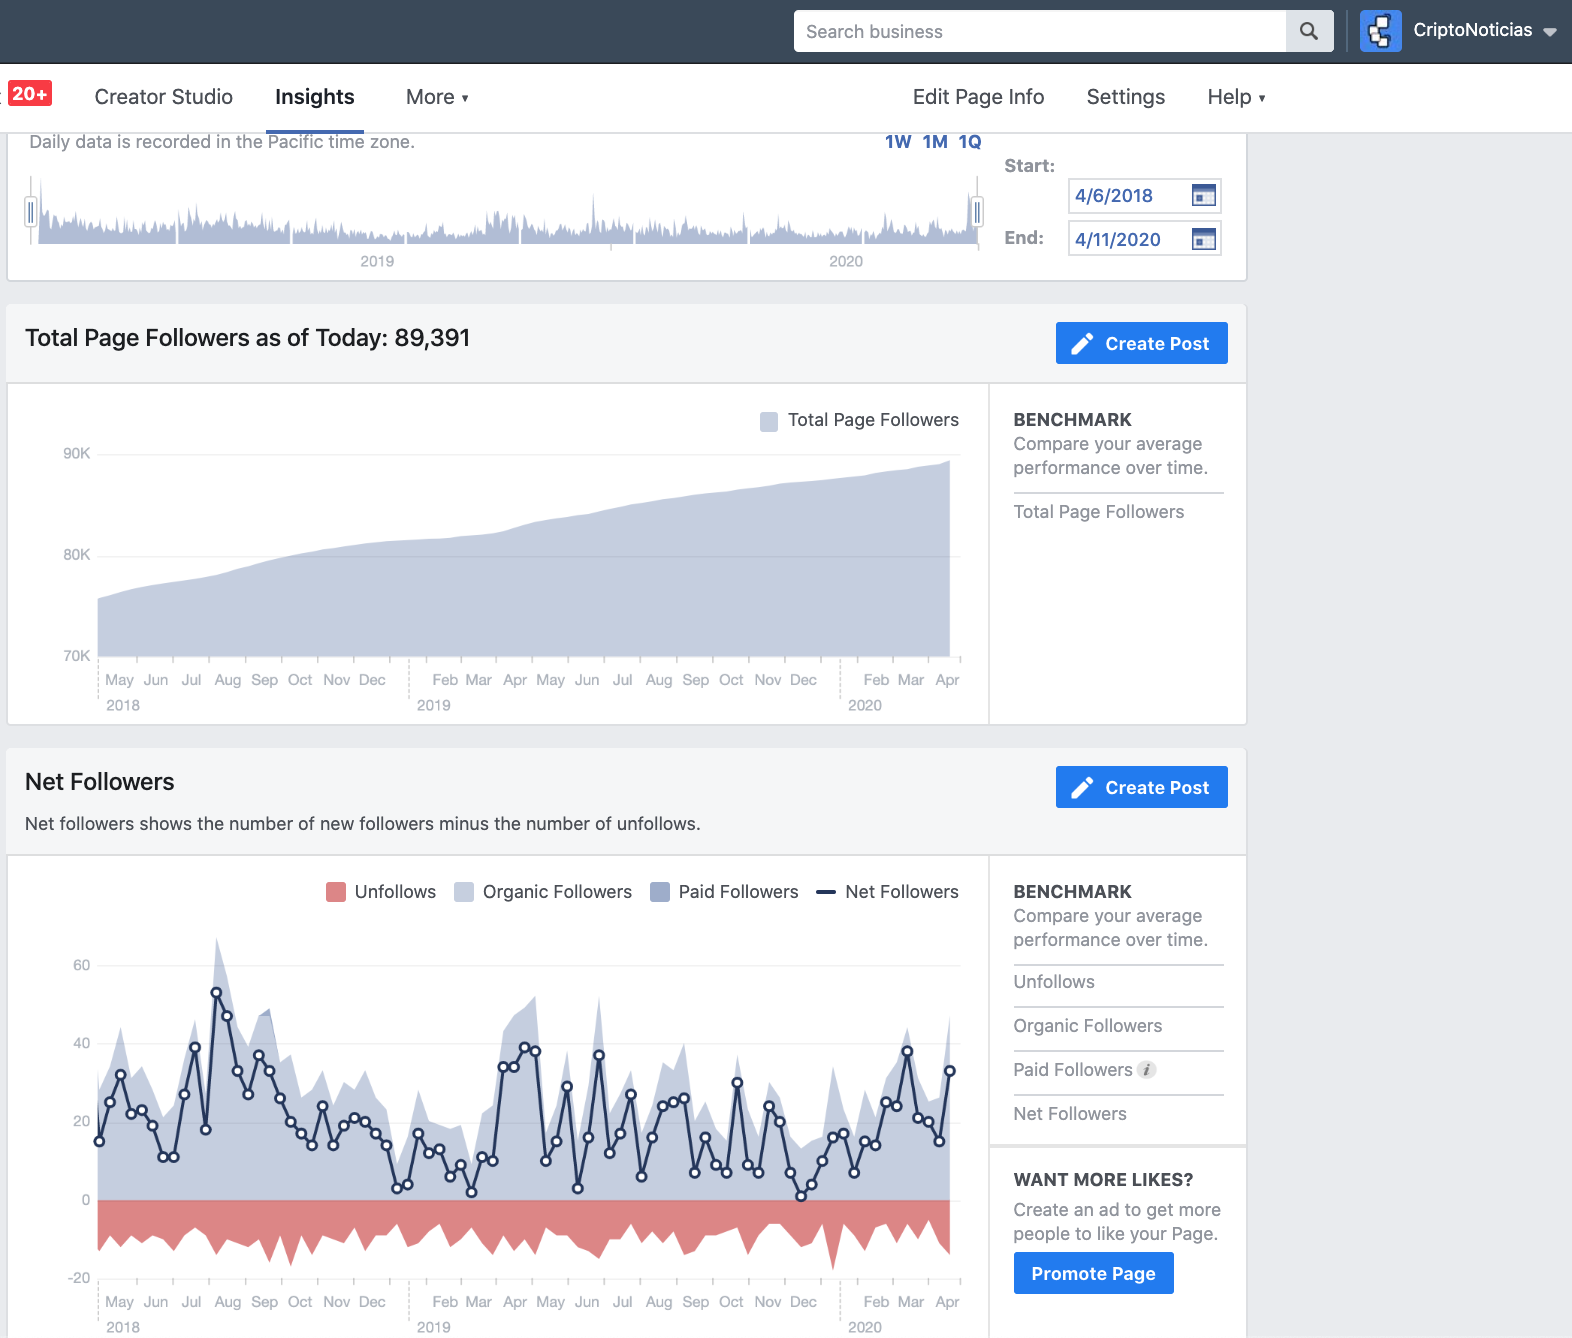 Search business
CriptoNoticias
20+
Creator Studio
Insights
More
Edit Page Info
Settings
Help
Daily data is recorded in the Pacific time zone.
1W 1M 1Q
Start:
4/6/2018
End:
4/11/2020
2019
2020
Total Page Followers as of Today: 89,391
Create Post
Total Page Followers
90K
80K
70K
May Jun Jul Aug Sep Oct Nov Dec Feb Mar Apr May Jun Jul Aug Sep Oct Nov Dec Feb Mar Apr
2018 2019 2020
BENCHMARK
Compare your average
performance over time.
Total Page Followers
Net Followers
Net followers shows the number of new followers minus the number of unfollows.
Create Post
Unfollows Organic Followers Paid Followers Net Followers
60
40
20
0
-20
May Jun Jul Aug Sep Oct Nov Dec Feb Mar Apr May Jun Jul Aug Sep Oct Nov Dec Feb Mar Apr
2018 2019 2020
BENCHMARK
Compare your average
performance over time.
Unfollows
Organic Followers
Paid Followers i
Net Followers
WANT MORE LIKES?
Create an ad to get more
people to like your Page.
Promote Page